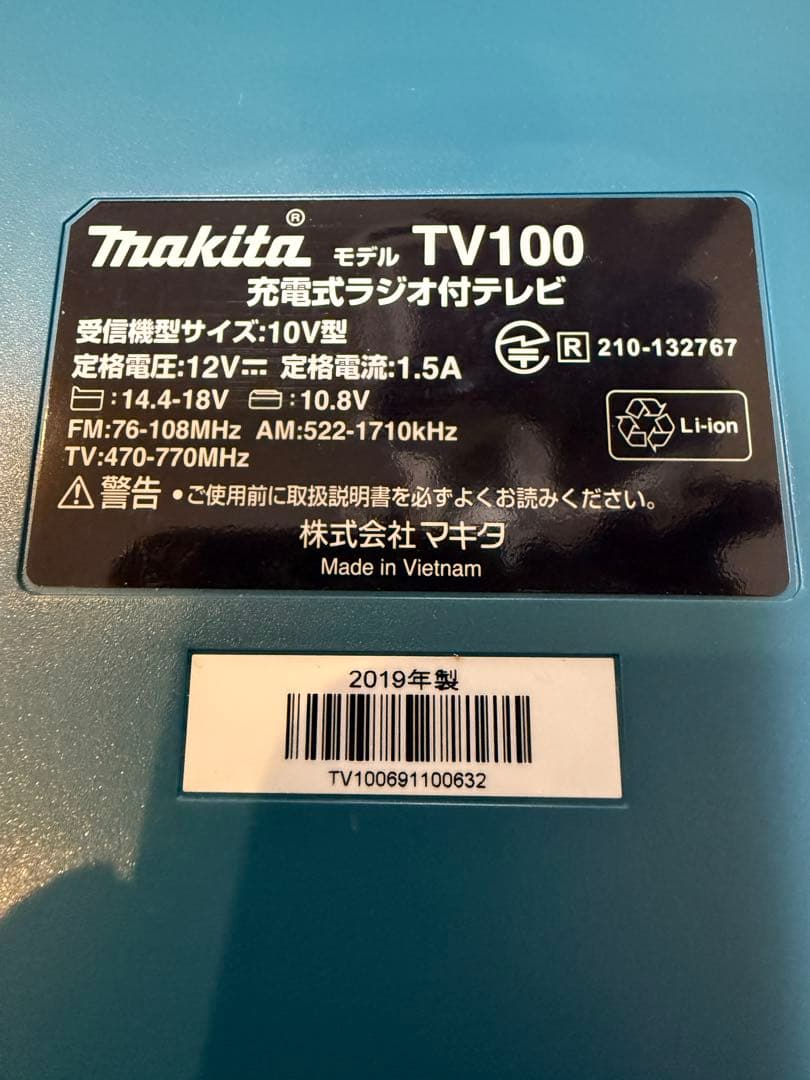 makita® モデル TV100
充電式ラジオ付テレビ
受信機型サイズ:10V型
定格電圧:12V⎓ 定格電流:1.5A
R 210-132767
:14.4-18V :10.8V
Li-ion
FM:76-108MHz AM:522-1710kHz
TV:470-770MHz
⚠警告 •ご使用前に取扱説明書を必ずよくお読みください。
株式会社マキタ
Made in Vietnam
2019年製
TV100691100632